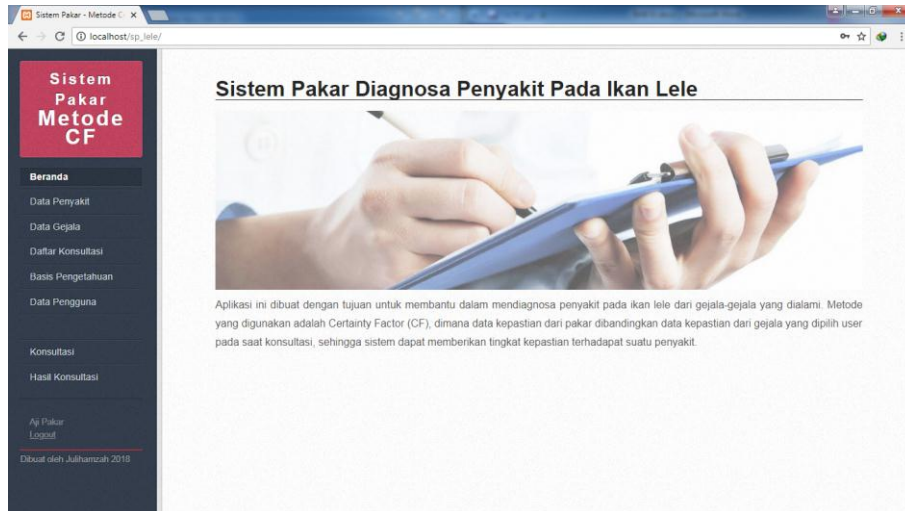 Sistem Pakar - Metode C
localhost/sp_lele/
Sistem
Pakar
Metode
CF
Beranda
Data Penyakit
Data Gejala
Daftar Konsultasi
Basis Pengetahuan
Data Pengguna
Konsultasi
Hasil Konsultasi
Aji Pakar
Logout
Dibuat oleh Julihamzah 2018
Sistem Pakar Diagnosa Penyakit Pada Ikan Lele
Aplikasi ini dibuat dengan tujuan untuk membantu dalam mendiagnosa penyakit pada ikan lele dari gejala-gejala yang dialami. Metode
yang digunakan adalah Certainty Factor (CF), dimana data kepastian dari pakar dibandingkan data kepastian dari gejala yang dipilih user
pada saat konsultasi, sehingga sistem dapat memberikan tingkat kepastian terhadapat suatu penyakit.